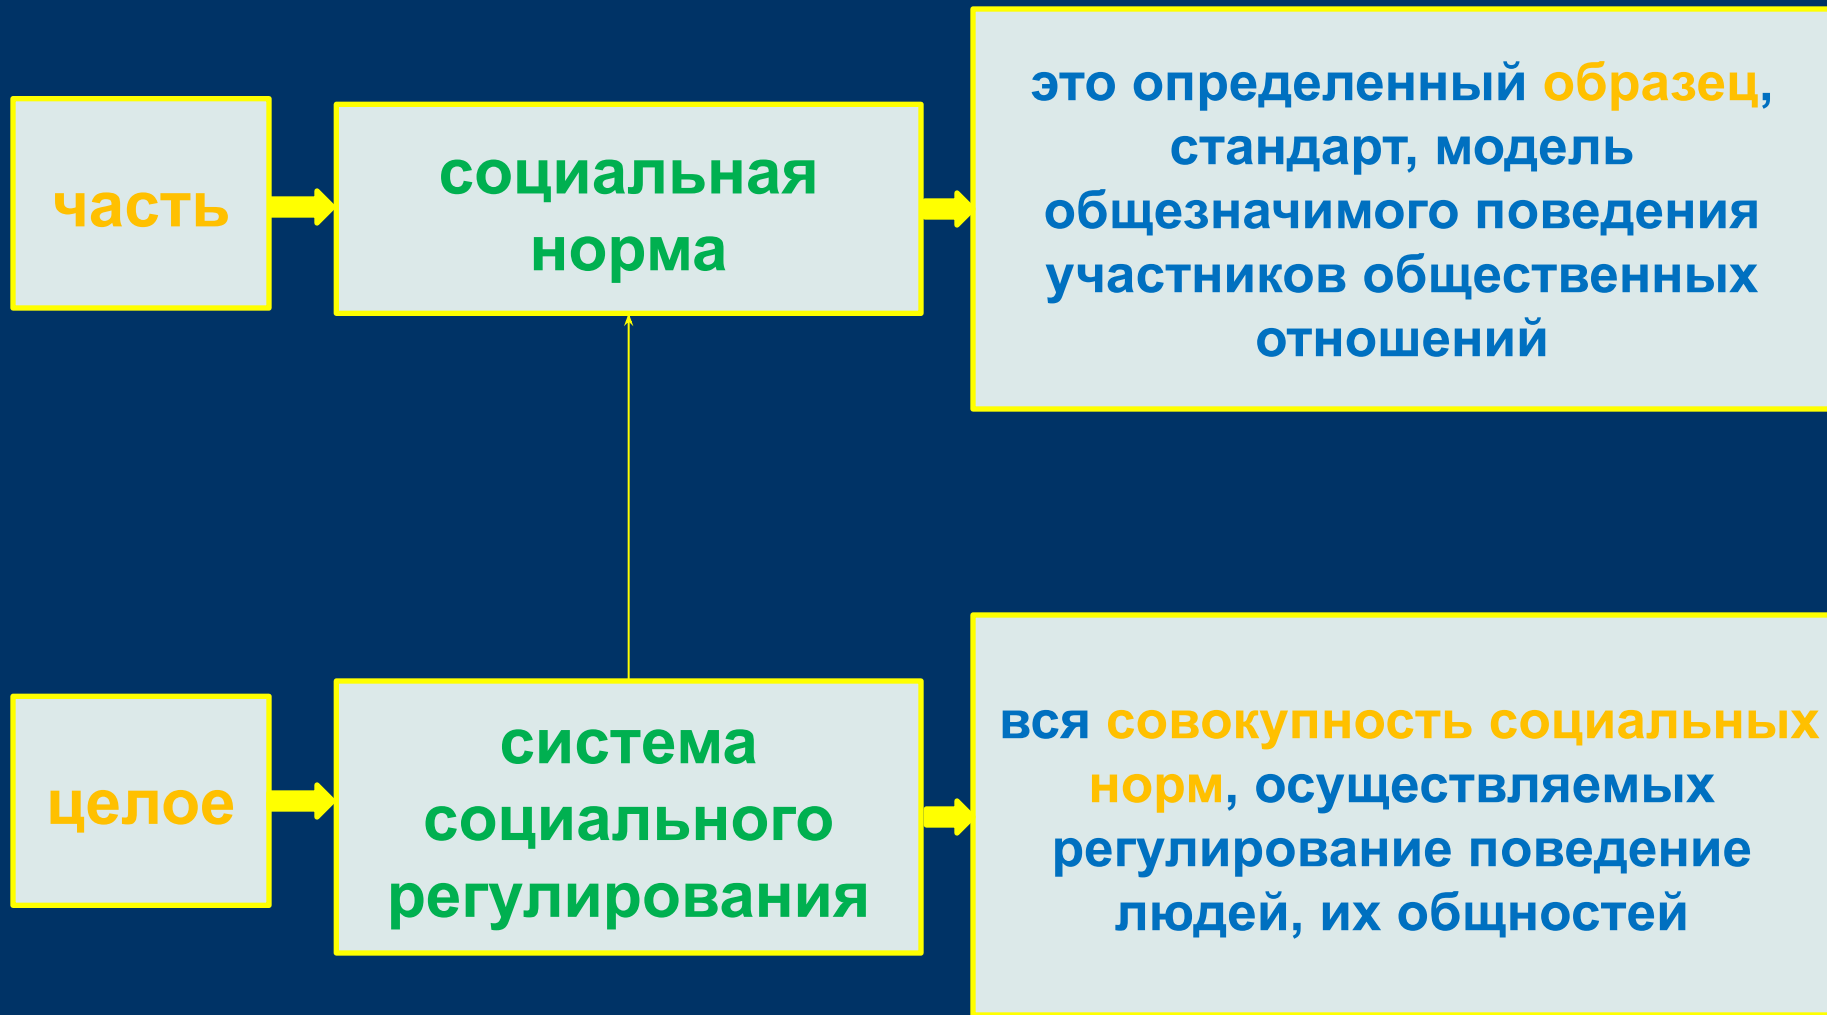 часть
социальная
норма
это определенный образец,
стандарт, модель
общезначимого поведения
участников общественных
отношений
целое
система
социального
регулирования
вся совокупность социальных
норм, осуществляемых
регулирование поведение
людей, их общностей